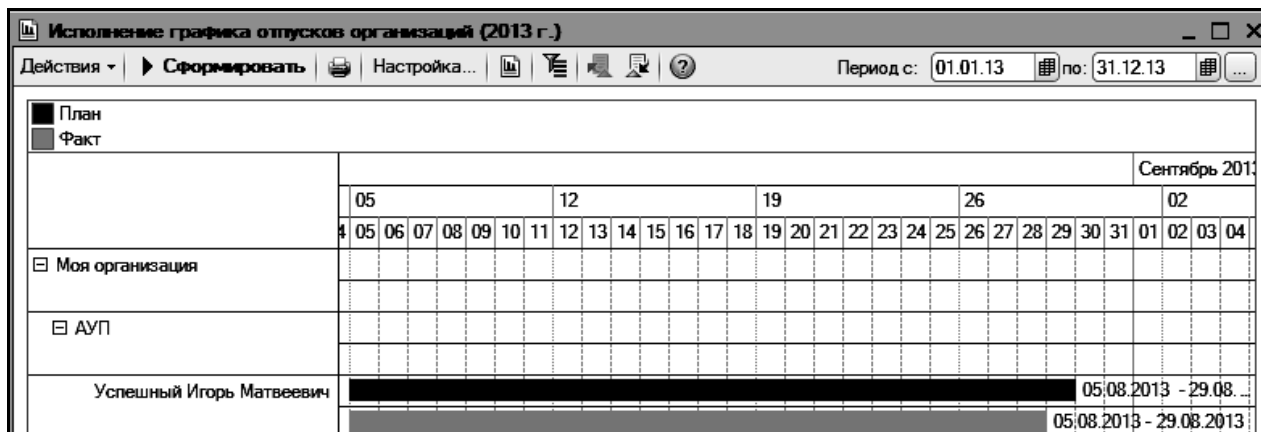 Исполнение графика отпусков организаций (2013 г.)
Действия Сформировать Настройка... Период с: 01.01.13 по: 31.12.13 ...
План
Факт
Сентябрь 2013
05 12 19 26 02
4 05 06 07 08 09 10 11 12 13 14 15 16 17 18 19 20 21 22 23 24 25 26 27 28 29 30 31 01 02 03 04
Моя организация
АУП
Успешный Игорь Матвеевич 05.08.2013 - 29.08. ...
05.08.2013 - 29.08.2013